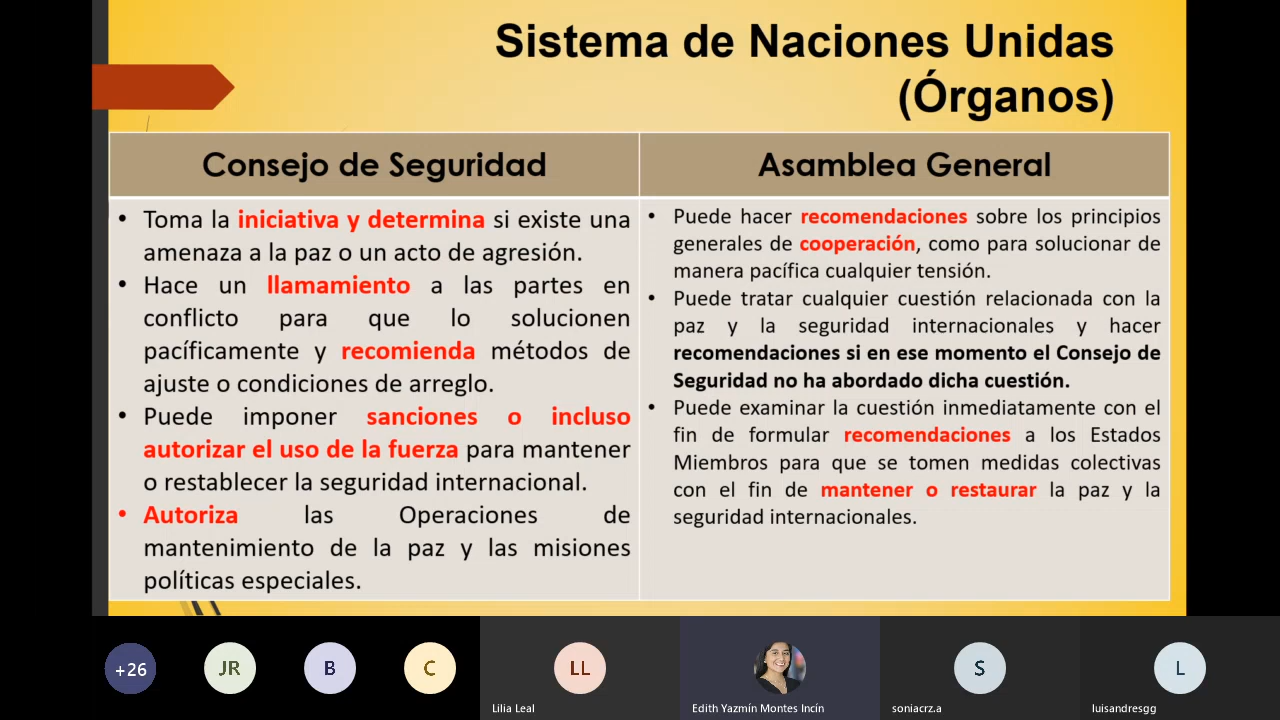 Sistema de Naciones Unidas
(Órganos)
Consejo de Seguridad
• Toma la iniciativa y determina si existe una
amenaza a la paz o un acto de agresión.
• Hace un llamamiento a las partes en
conflicto para que lo solucionen
pacíficamente y recomienda métodos de
ajuste o condiciones de arreglo.
• Puede imponer sanciones o incluso
autorizar el uso de la fuerza para mantener
o restablecer la seguridad internacional.
• Autoriza las Operaciones de
mantenimiento de la paz y las misiones
políticas especiales.
Asamblea General
• Puede hacer recomendaciones sobre los principios
generales de cooperación, como para solucionar de
manera pacífica cualquier tensión.
• Puede tratar cualquier cuestión relacionada con la
paz y la seguridad internacionales y hacer
recomendaciones si en ese momento el Consejo de
Seguridad no ha abordado dicha cuestión.
• Puede examinar la cuestión inmediatamente con el
fin de formular recomendaciones a los Estados
Miembros para que se tomen medidas colectivas
con el fin de mantener o restaurar la paz y la
seguridad internacionales.
+26
JR
B
C
LL
Lilia Leal
Edith Yazmín Montes Incín
S
soniacrz.a
L
luisandresgg